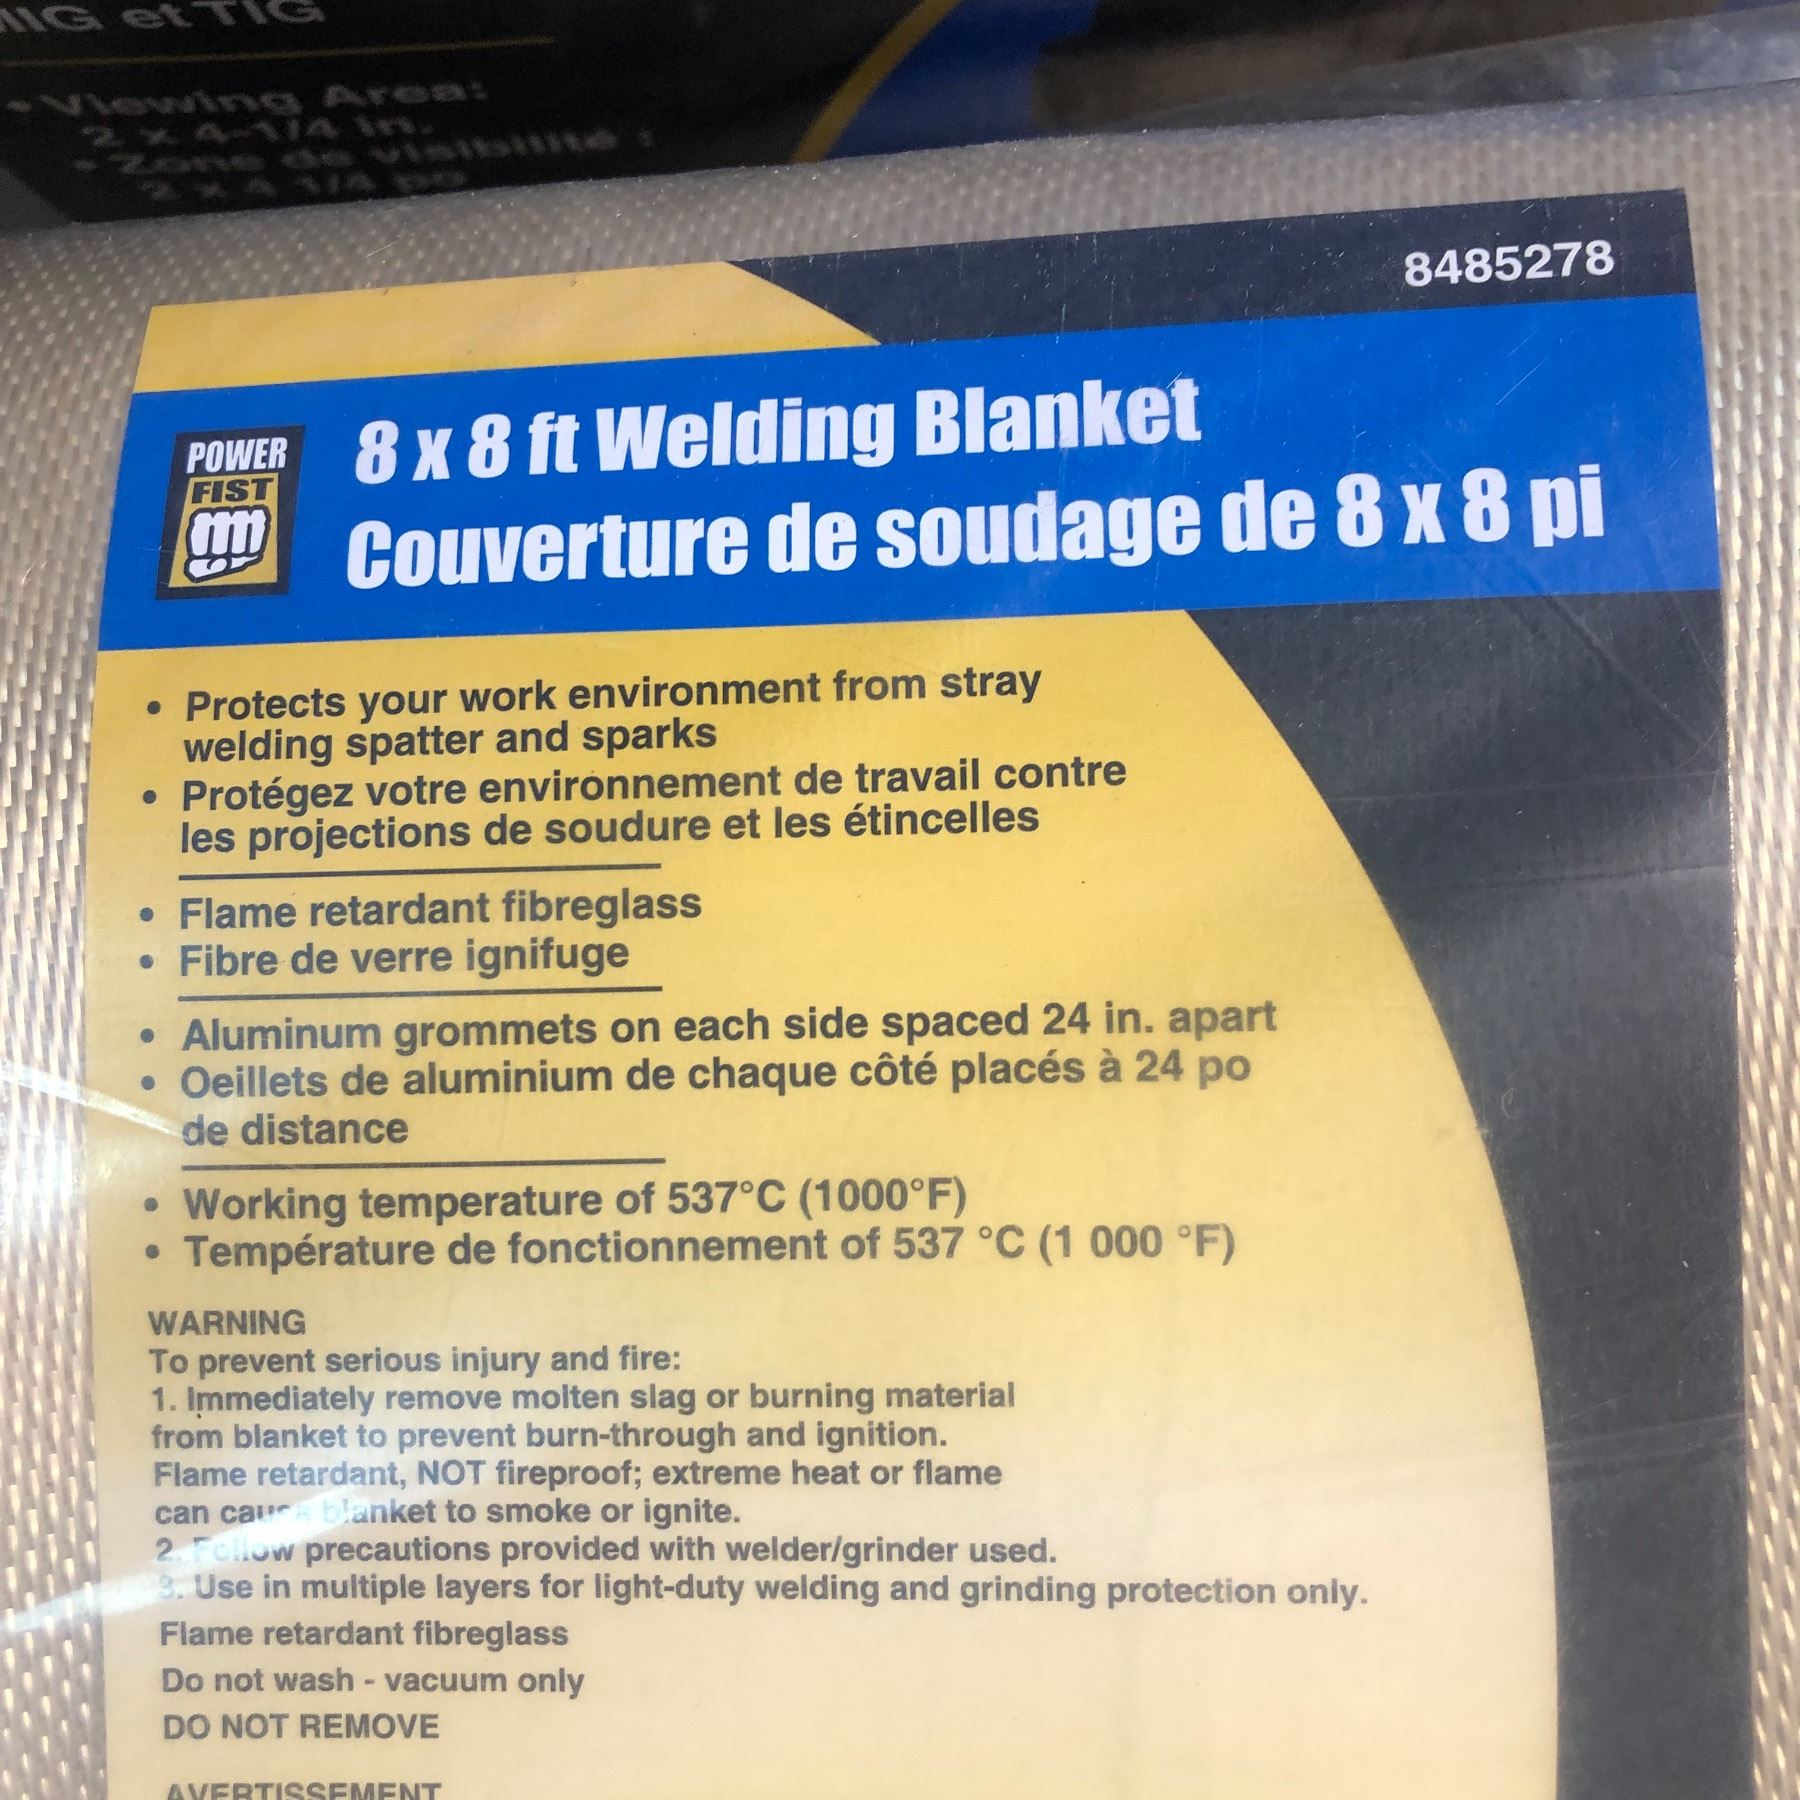 MIG et TIG
• Viewing Area:
2 x 4-1/4 in.
• Zone de visibilité :
2 x 4 1/4 po
8485278
POWER
FIST
8 x 8 ft Welding Blanket
Couverture de soudage de 8 x 8 pi
• Protects your work environment from stray
welding spatter and sparks
• Protégez votre environnement de travail contre
les projections de soudure et les étincelles
• Flame retardant fibreglass
• Fibre de verre ignifuge
• Aluminum grommets on each side spaced 24 in. apart
• Oeillets de aluminium de chaque côté placés à 24 po
de distance
• Working temperature of 537°C (1000°F)
• Température de fonctionnement of 537 °C (1 000 °F)
WARNING
To prevent serious injury and fire:
1. Immediately remove molten slag or burning material
from blanket to prevent burn-through and ignition.
Flame retardant, NOT fireproof; extreme heat or flame
can cause blanket to smoke or ignite.
2. Follow precautions provided with welder/grinder used.
3. Use in multiple layers for light-duty welding and grinding protection only.
Flame retardant fibreglass
Do not wash - vacuum only
DO NOT REMOVE
AVERTISSEMENT